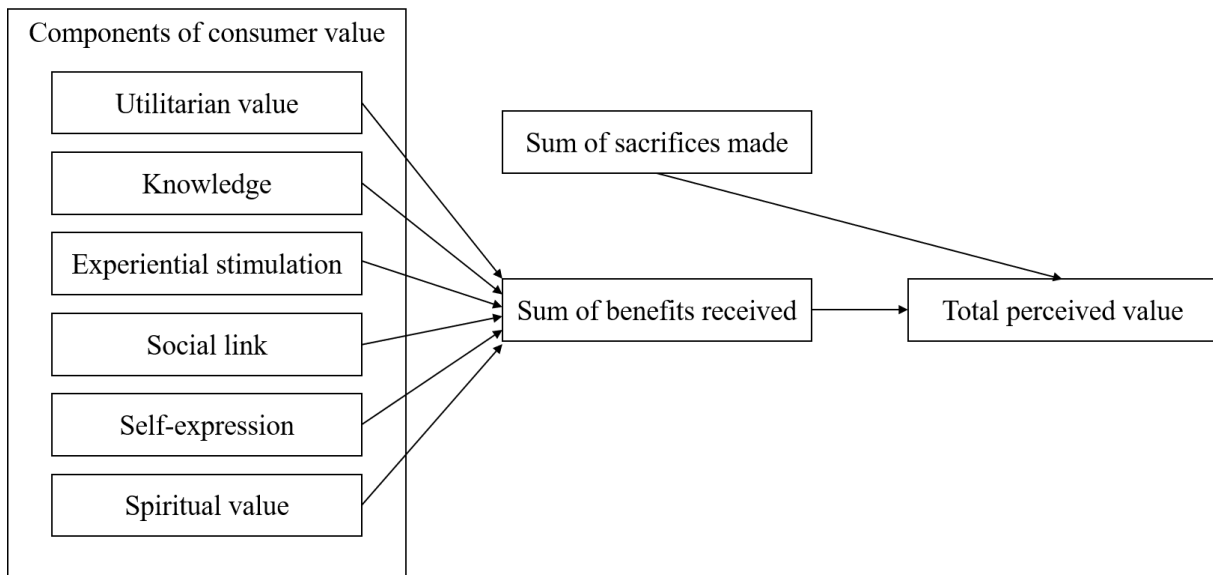 Components of consumer value
Utilitarian value
Knowledge
Experiential stimulation
Social link
Self-expression
Spiritual value
Sum of sacrifices made
Sum of benefits received
Total perceived value